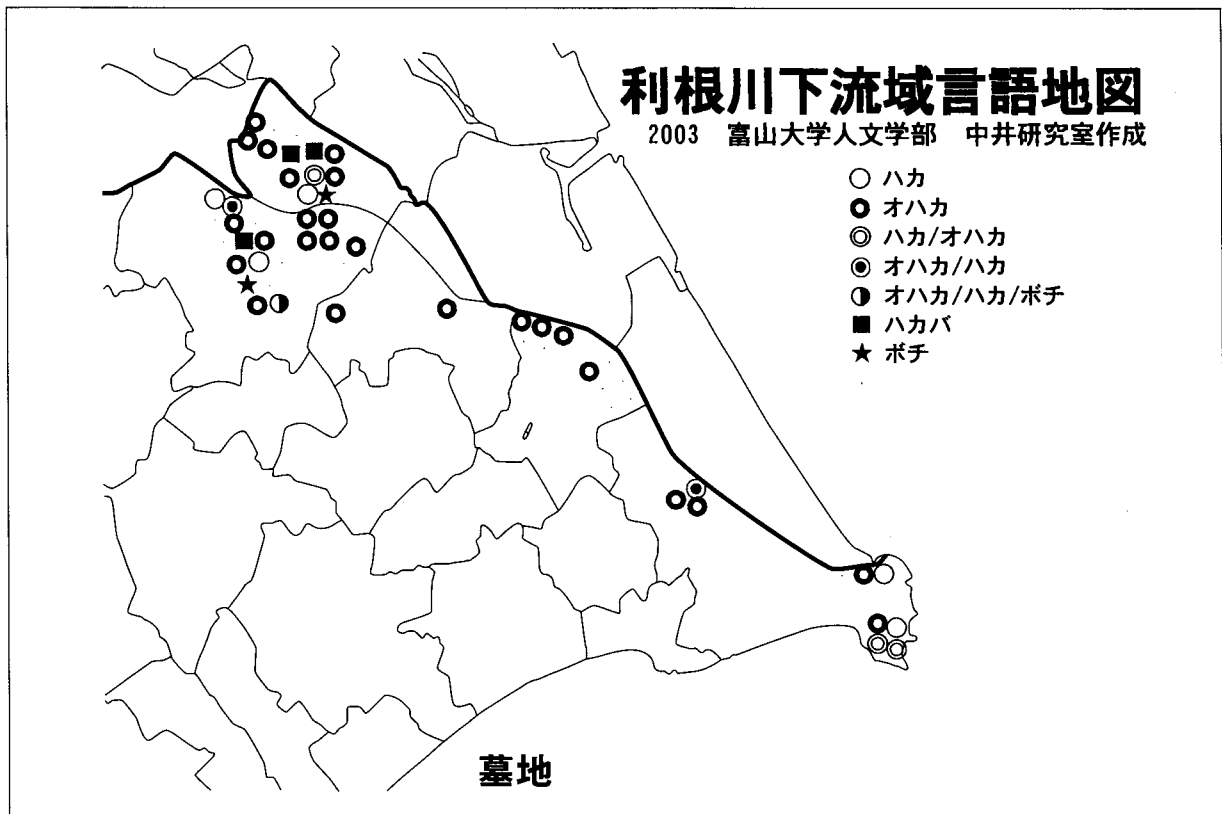 利根川下流域言語地図
2003 富山大学人文学部 中井研究室作成
ハカ
オハカ
ハカ/オハカ
オハカ/ハカ
オハカ/ハカ/ボチ
ハカバ
ボチ
墓地